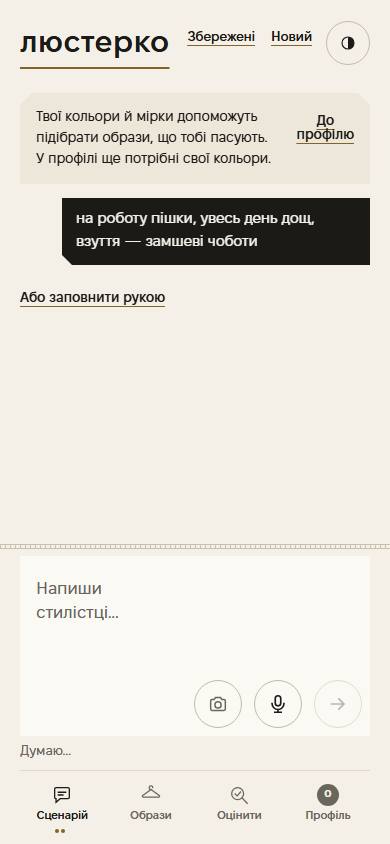 люстерко
Збережені
Новий
Твої кольори й мірки допоможуть
підібрати образи, що тобі пасують.
У профілі ще потрібні свої кольори.
До
профілю
на роботу пішки, увесь день дощ,
взуття — замшеві чоботи
Або заповнити рукою
Напиши
стилістці…
Думаю…
Сценарій
Образи
Оцінити
0
Профіль